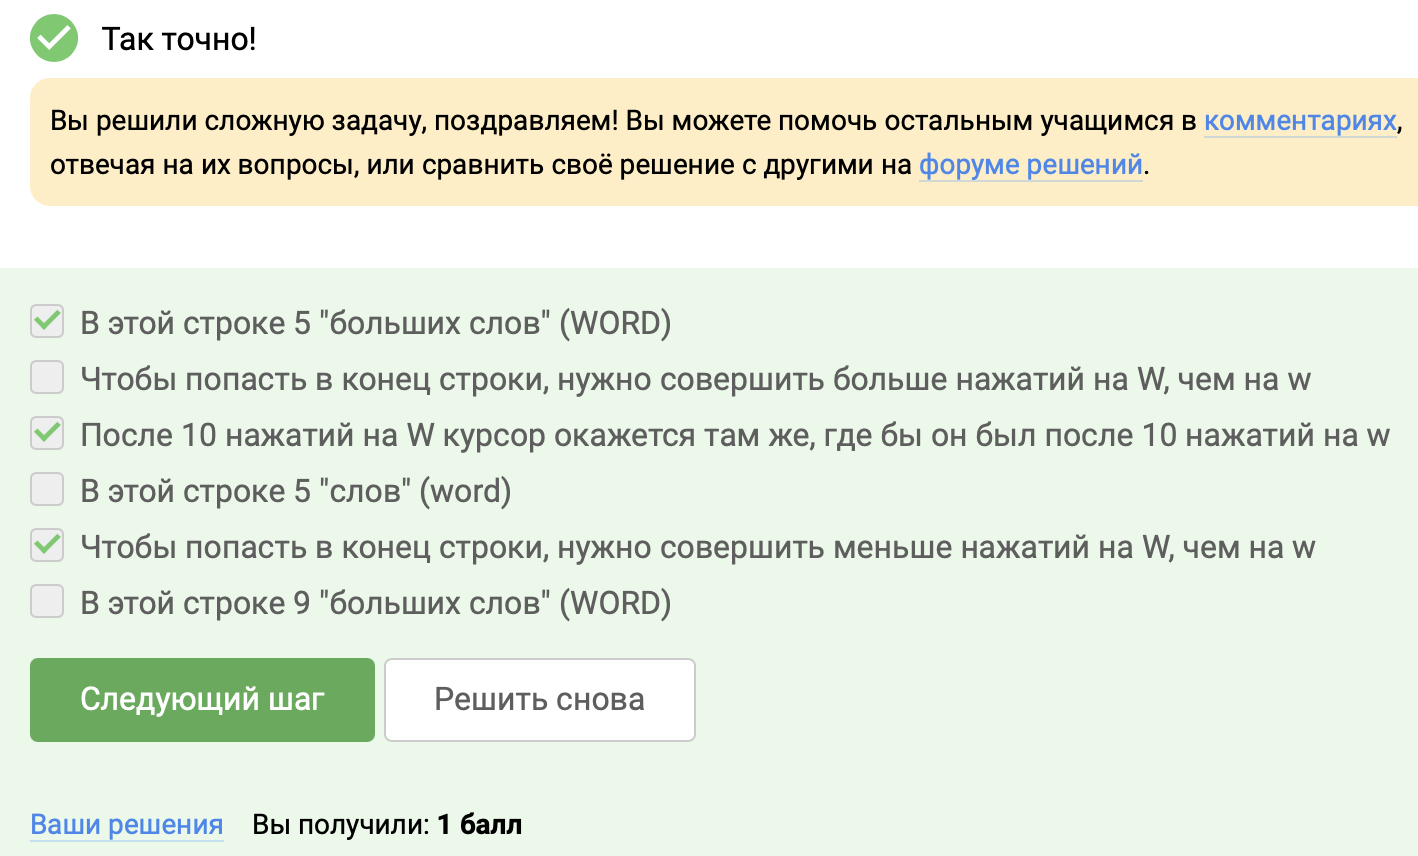 Так точно!
Вы решили сложную задачу, поздравляем! Вы можете помочь остальным учащимся в комментариях,
отвечая на их вопросы, или сравнить своё решение с другими на форуме решений.
В этой строке 5 "больших слов" (WORD)
Чтобы попасть в конец строки, нужно совершить больше нажатий на W, чем на w
После 10 нажатий на W курсор окажется там же, где бы он был после 10 нажатий на w
В этой строке 5 "слов" (word)
Чтобы попасть в конец строки, нужно совершить меньше нажатий на W, чем на w
В этой строке 9 "больших слов" (WORD)
Следующий шаг Решить снова
Ваши решения Вы получили: 1 балл